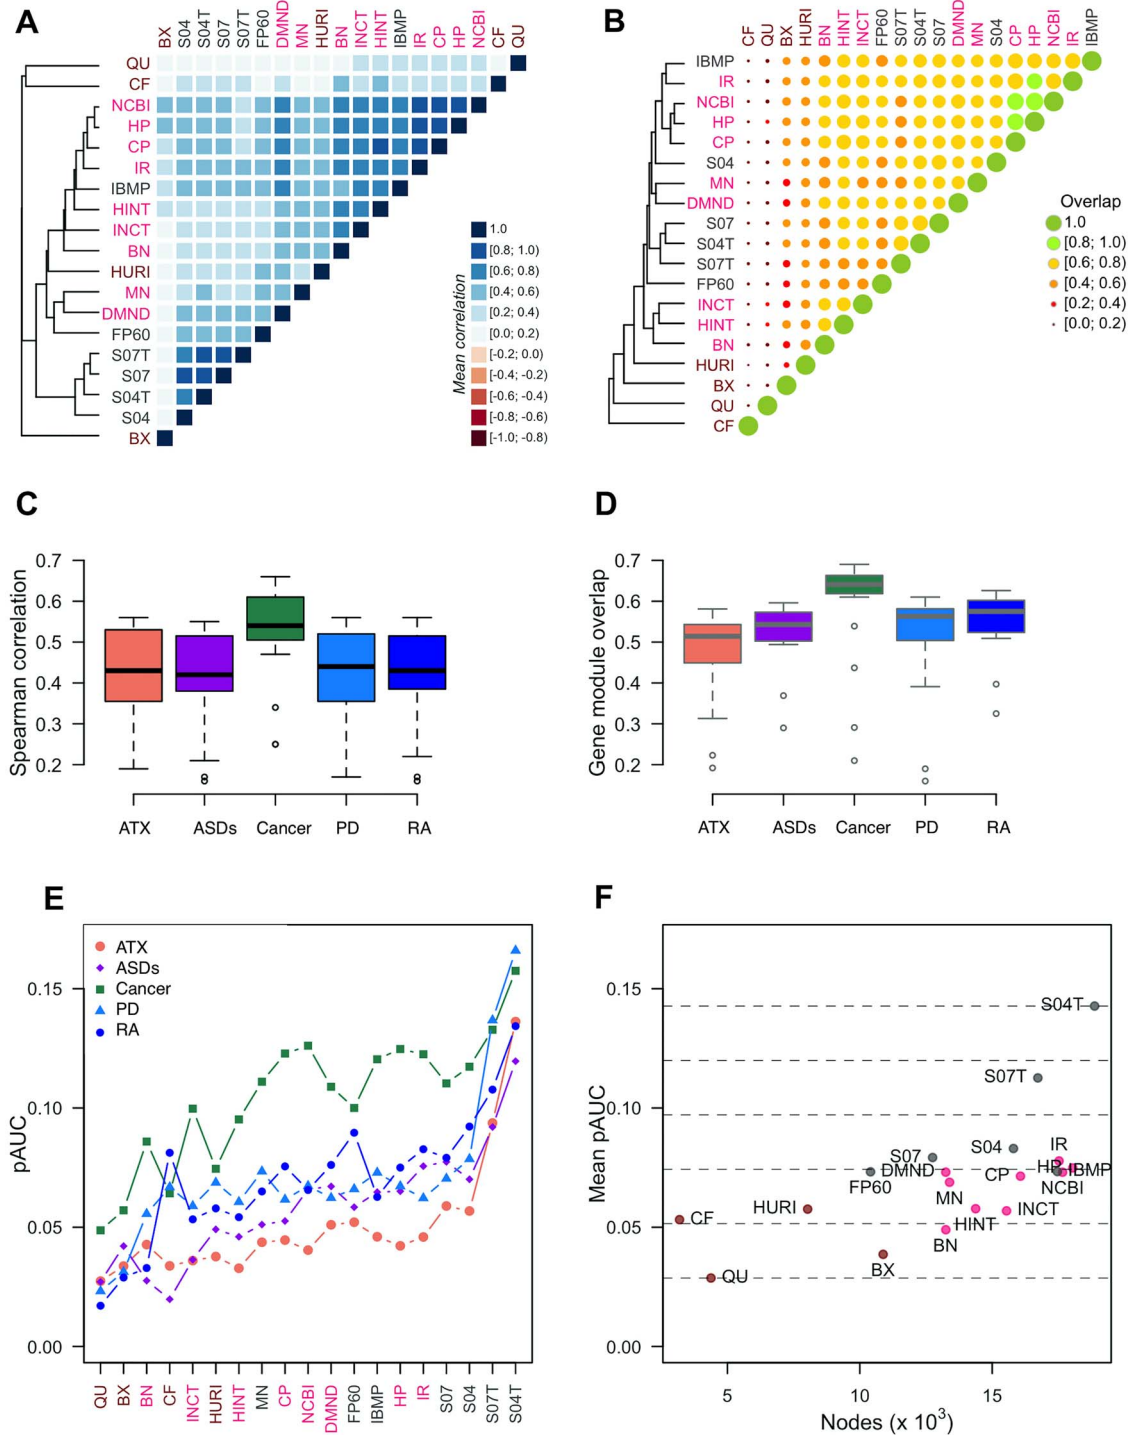 A
BX
S04
S04T
S07
S07T
FP60
DMND
MN
HURI
BN
INCT
HINT
IBMP
IR
CP
HP
NCBI
CF
QU
QU
CF
NCBI
HP
CP
IR
IBMP
HINT
INCT
BN
HURI
MN
DMND
FP60
S07T
S07
S04T
S04
BX
Mean correlation
1.0
[0.8; 1.0)
[0.6; 0.8)
[0.4; 0.6)
[0.2; 0.4)
[0.0; 0.2)
[-0.2; 0.0)
[-0.4; -0.2)
[-0.6; -0.4)
[-0.8; -0.6)
[-1.0; -0.8)
B
CF
QU
BX
HURI
BN
HINT
INCT
FP60
S07T
S04T
S07
DMND
MN
S04
CP
HP
NCBI
IR
IBMP
IBMP
IR
NCBI
HP
CP
S04
MN
DMND
S07
S04T
S07T
FP60
INCT
HINT
BN
HURI
BX
QU
CF
Overlap
1.0
[0.8; 1.0)
[0.6; 0.8)
[0.4; 0.6)
[0.2; 0.4)
[0.0; 0.2)
C
Spearman correlation
0.7
0.6
0.5
0.4
0.3
0.2
ATX
ASDs
Cancer
PD
RA
D
Gene module overlap
0.7
0.6
0.5
0.4
0.3
0.2
ATX
ASDs
Cancer
PD
RA
E
pAUC
0.15
0.10
0.05
0.00
ATX
ASDs
Cancer
PD
RA
QU
BX
BN
CF
INCT
HURI
HINT
MN
CP
NCBI
DMND
FP60
IBMP
HP
IR
S07
S04
S07T
S04T
F
Mean pAUC
0.15
0.10
0.05
0.00
S04T
S07T
S04
IR
S07
DMND
HP
IBMP
FP60
CP
NCBI
MN
HURI
INCT
CF
HINT
BN
BX
QU
5
10
15
Nodes (x 10³)